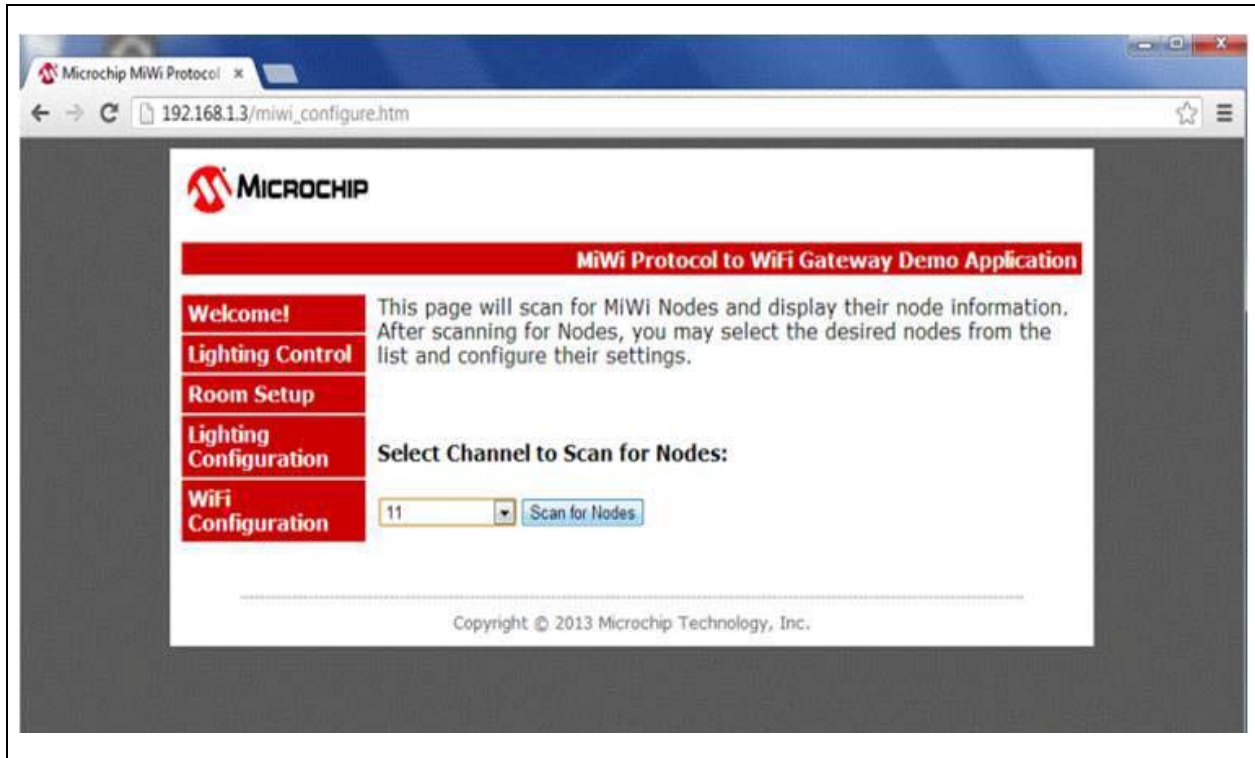 Microchip MiWi Protocol
192.168.1.3/miwi_configure.htm
MICROCHIP
MiWi Protocol to WiFi Gateway Demo Application
Welcome!
Lighting Control
Room Setup
Lighting
Configuration
WiFi
Configuration
This page will scan for MiWi Nodes and display their node information.
After scanning for Nodes, you may select the desired nodes from the
list and configure their settings.
Select Channel to Scan for Nodes:
11
Scan for Nodes
Copyright © 2013 Microchip Technology, Inc.